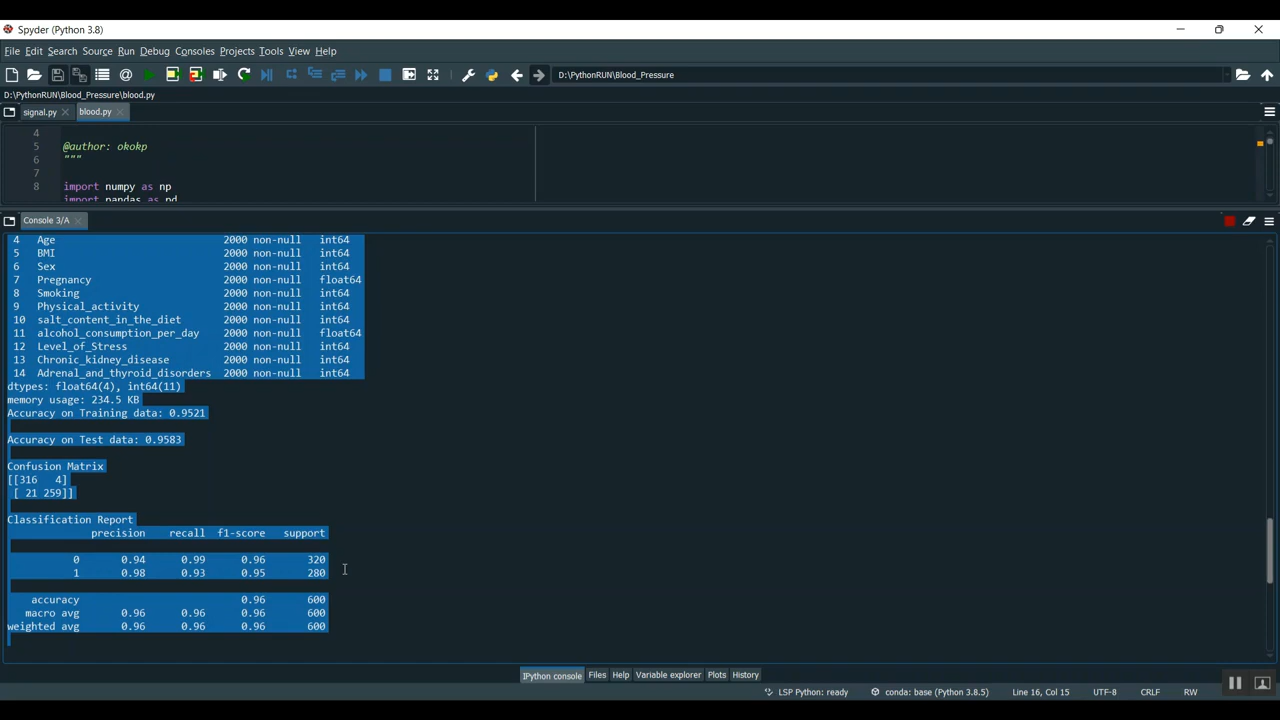 Spyder (Python 3.8)
File Edit Search Source Run Debug Consoles Projects Tools View Help
D:\PythonRUN\Blood_Pressure
D:\PythonRUN\Blood_Pressure\blood.py
signal.py blood.py
4
5 @author: okokp
6 """
7
8 import numpy as np
import pandas as pd
Console 3/A
4 Age 2000 non-null int64
5 BMI 2000 non-null int64
6 Sex 2000 non-null int64
7 Pregnancy 2000 non-null float64
8 Smoking 2000 non-null int64
9 Physical_activity 2000 non-null int64
10 salt_content_in_the_diet 2000 non-null int64
11 alcohol_consumption_per_day 2000 non-null float64
12 Level_of_Stress 2000 non-null int64
13 Chronic_kidney_disease 2000 non-null int64
14 Adrenal_and_thyroid_disorders 2000 non-null int64
dtypes: float64(4), int64(11)
memory usage: 234.5 KB
Accuracy on Training data: 0.9521
Accuracy on Test data: 0.9583
Confusion Matrix
[[316 4]
[ 21 259]]
Classification Report
precision recall f1-score support
0 0.94 0.99 0.96 320
1 0.98 0.93 0.95 280
accuracy 0.96 600
macro avg 0.96 0.96 0.96 600
weighted avg 0.96 0.96 0.96 600
IPython console Files Help Variable explorer Plots History
LSP Python: ready conda: base (Python 3.8.5) Line 16, Col 15 UTF-8 CRLF RW